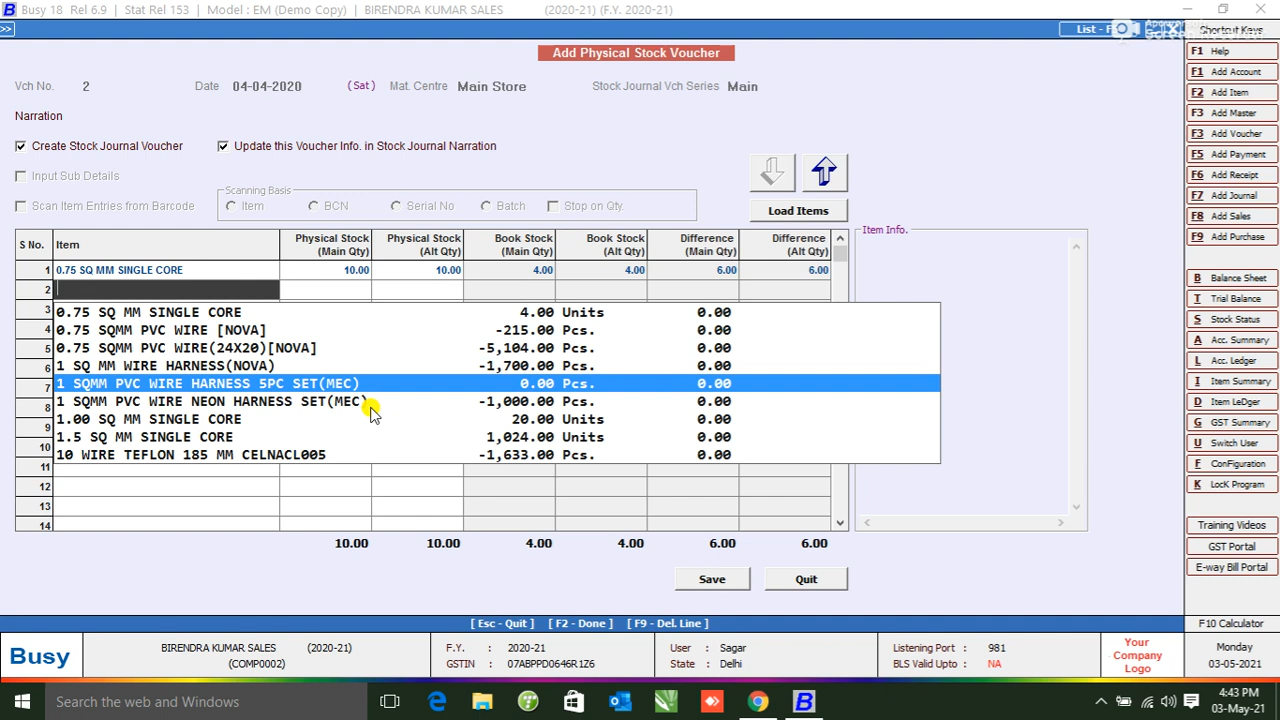 Busy 18 Rel 6.9 | Stat Rel 153 | Model : EM (Demo Copy) | BIRENDRA KUMAR SALES (2020-21) (F.Y. 2020-21)
>> List - F
Shortcut Keys
Add Physical Stock Voucher
Vch No. 2 Date 04-04-2020 (Sat) Mat. Centre Main Store Stock Journal Vch Series Main
Narration
Create Stock Journal Voucher Update this Voucher Info. in Stock Journal Narration
Input Sub Details
Scanning Basis
Scan Item Entries from Barcode Item BCN Serial No Stop on Qty.
Load Items
S No. Item Physical Stock (Main Qty) Physical Stock (Alt Qty) Book Stock (Main Qty) Book Stock (Alt Qty) Difference (Main Qty) Difference (Alt Qty)
Item Info.
1 0.75 SQ MM SINGLE CORE 10.00 10.00 4.00 4.00 6.00 6.00
2
3 0.75 SQ MM SINGLE CORE 4.00 Units 0.00
4 0.75 SQMM PVC WIRE [NOVA] -215.00 Pcs. 0.00
5 0.75 SQMM PVC WIRE(24X20)[NOVA] -5,104.00 Pcs. 0.00
6 1 SQ MM WIRE HARNESS(NOVA) -1,700.00 Pcs. 0.00
7 1 SQMM PVC WIRE HARNESS 5PC SET(MEC) 0.00 Pcs. 0.00
8 1 SQMM PVC WIRE NEON HARNESS SET(MEC) -1,000.00 Pcs. 0.00
9 1.00 SQ MM SINGLE CORE 20.00 Units 0.00
10 1.5 SQ MM SINGLE CORE 1,024.00 Units 0.00
10 WIRE TEFLON 185 MM CELNACL005 -1,633.00 Pcs. 0.00
11
12
13
14
10.00 10.00 4.00 4.00 6.00 6.00
Save Quit
[ Esc - Quit ] [ F2 - Done ] [ F9 - Del. Line ]
F1 Help
F1 Add Account
F2 Add Item
F3 Add Master
F3 Add Voucher
F5 Add Payment
F6 Add Receipt
F7 Add Journal
F8 Add Sales
F9 Add Purchase
B Balance Sheet
T Trial Balance
S Stock Status
A Acc. Summary
L Acc. Ledger
I Item Summary
D Item LeDger
G GST Summary
U Switch User
F ConFiguration
K LocK Program
Training Videos
GST Portal
E-way Bill Portal
F10 Calculator
Busy
BIRENDRA KUMAR SALES (2020-21)
(COMP0002)
F.Y. : 2020-21
GSTIN : 07ABPPD0646R1Z6
User : Sagar
State : Delhi
Listening Port : 981
BLS Valid Upto : NA
Your Company Logo
Monday
03-05-2021
Search the web and Windows
4:43 PM
03-May-21